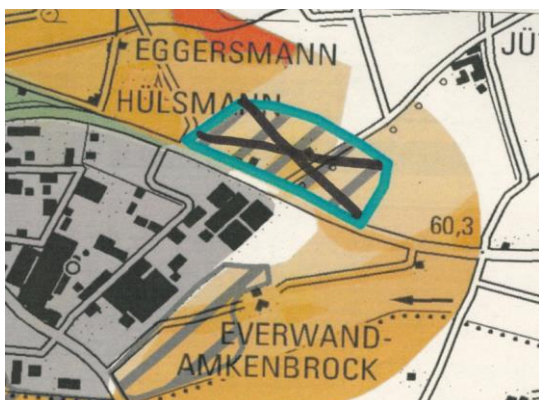 EGGERSMANN
JÜ
HÜLSMANN
60,3
EVERWAND-
AMKENBROCK